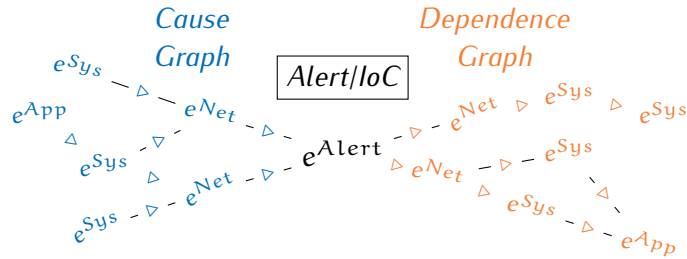 Cause
Graph
Alert/IoC
Dependence
Graph
e^Sys
e^App
e^Net
e^Sys
e^Net
e^Sys
e^Alert
e^Net
e^Sys
e^Sys
e^Net
e^Sys
e^Sys
e^App